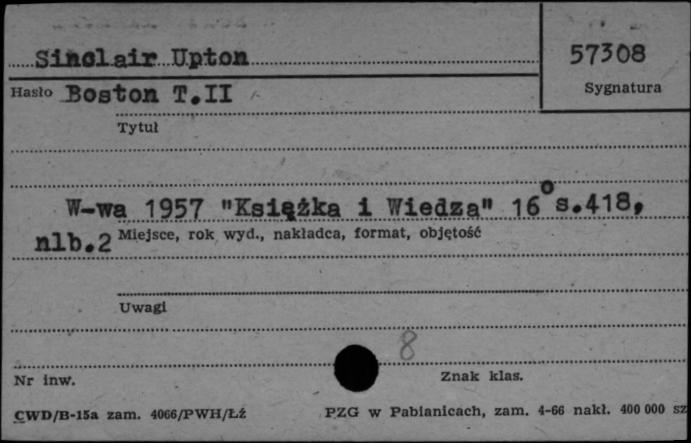 Sinclair Upton
57308
Hasło Boston T.II
Sygnatura
Tytuł
W-wa 1957 "Książka i Wiedza" 16° s.418,
nlb.2 Miejsce, rok wyd., nakładca, format, objętość
Uwagi
8
Nr inw.
Znak klas.
CWD/B-15a zam. 4066/PWH/Łź
PZG w Pabianicach, zam. 4-66 nakł. 400 000 sz